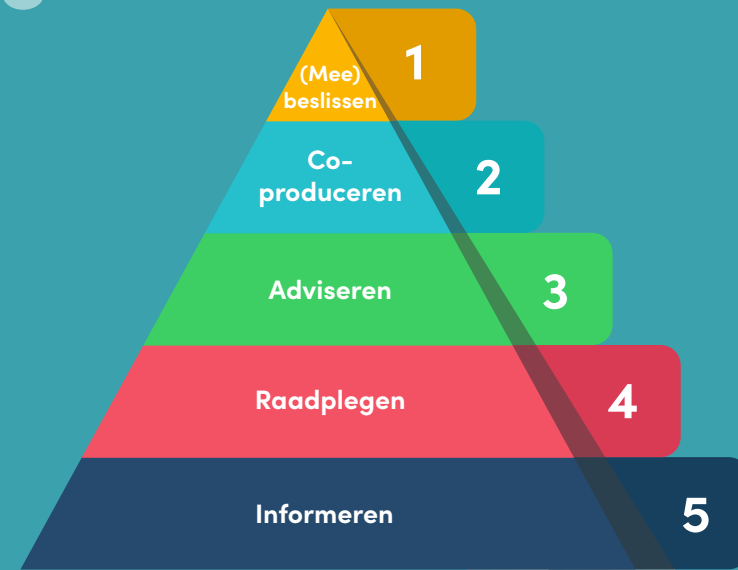 (Mee)
beslissen
1
Co-
produceren
2
Adviseren
3
Raadplegen
4
Informeren
5